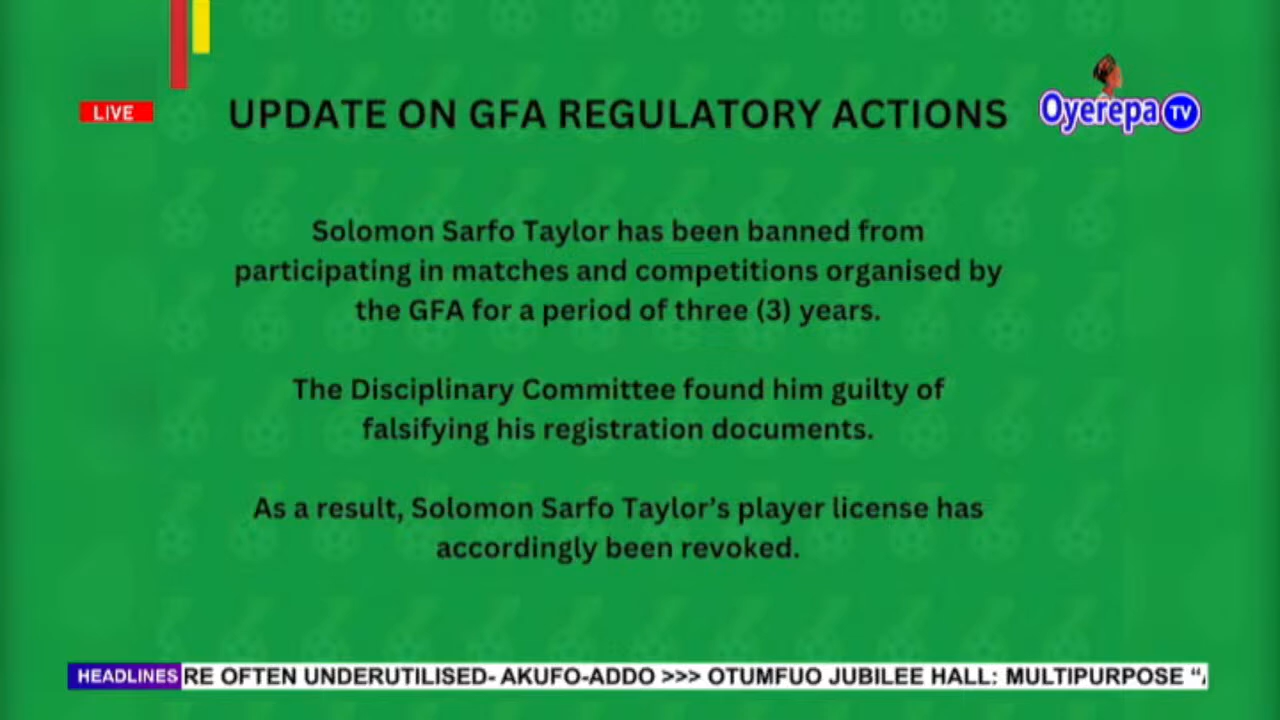 LIVE
UPDATE ON GFA REGULATORY ACTIONS
Oyerepa TV
Solomon Sarfo Taylor has been banned from
participating in matches and competitions organised by
the GFA for a period of three (3) years.
The Disciplinary Committee found him guilty of
falsifying his registration documents.
As a result, Solomon Sarfo Taylor’s player license has
accordingly been revoked.
HEADLINES RE OFTEN UNDERUTILISED- AKUFO-ADDO >>> OTUMFUO JUBILEE HALL: MULTIPURPOSE “